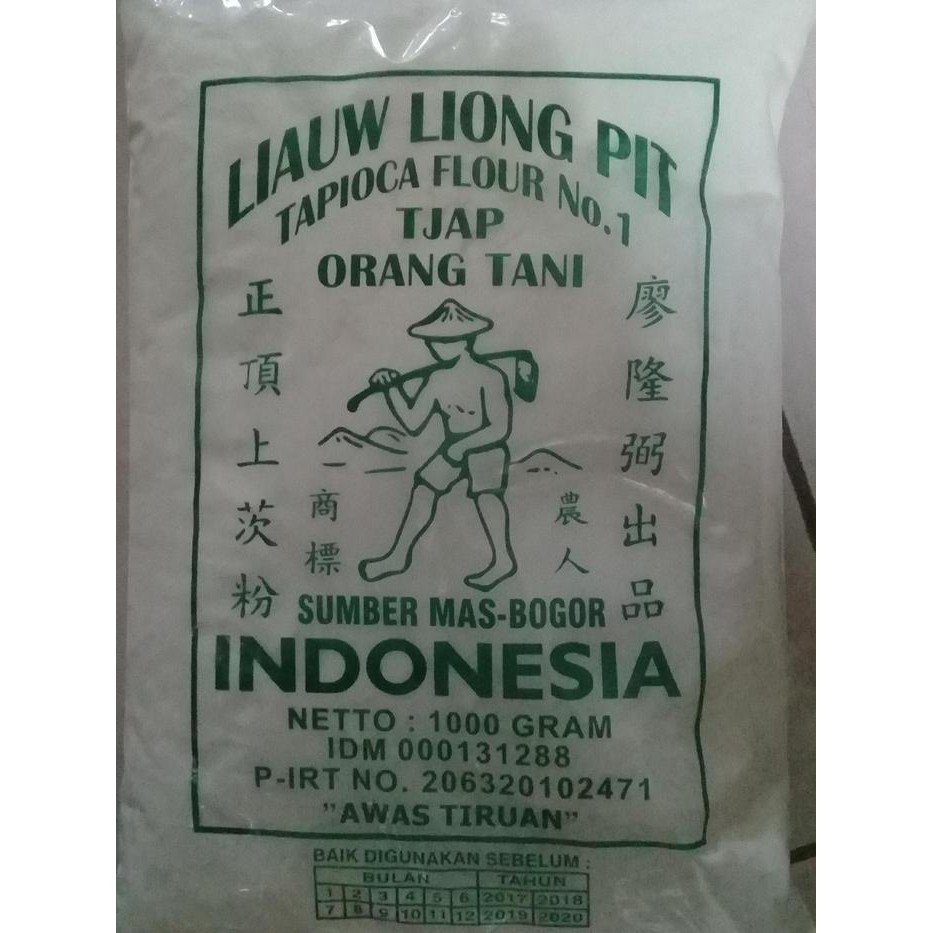 LIAUW LIONG PIT
TAPIOCA FLOUR No.1
TJAP
ORANG TANI
正頂上茨粉
廖隆弼出品
商標
農人
SUMBER MAS-BOGOR
INDONESIA
NETTO : 1000 GRAM
IDM 000131288
P-IRT NO. 206320102471
"AWAS TIRUAN"
BAIK DIGUNAKAN SEBELUM :
BULAN TAHUN
1 2 3 4 5 6 2017 2018
7 8 9 10 11 12 2019 2020